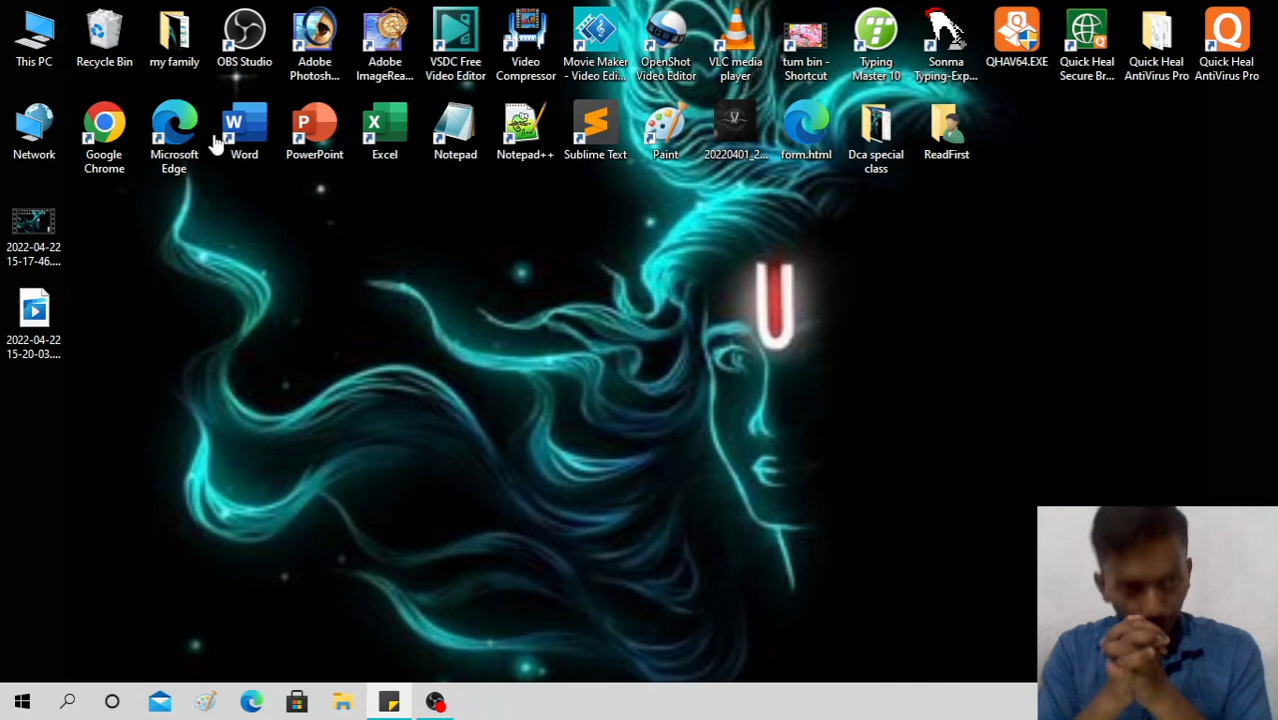 This PC
Recycle Bin
my family
OBS Studio
Adobe
Photosh...
Adobe
ImageRea...
VSDC Free
Video Editor
Video
Compressor
Movie Maker
- Video Edi...
OpenShot
Video Editor
VLC media
player
tum bin -
Shortcut
Typing
Master 10
Sonma
Typing-Exp...
QHAV64.EXE
Quick Heal
Secure Br...
Quick Heal
AntiVirus Pro
Quick Heal
AntiVirus Pro
Network
Google
Chrome
Microsoft
Edge
Word
PowerPoint
Excel
Notepad
Notepad++
Sublime Text
Paint
20220401_2...
form.html
Dca special
class
ReadFirst
2022-04-22
15-17-46....
2022-04-22
15-20-03....